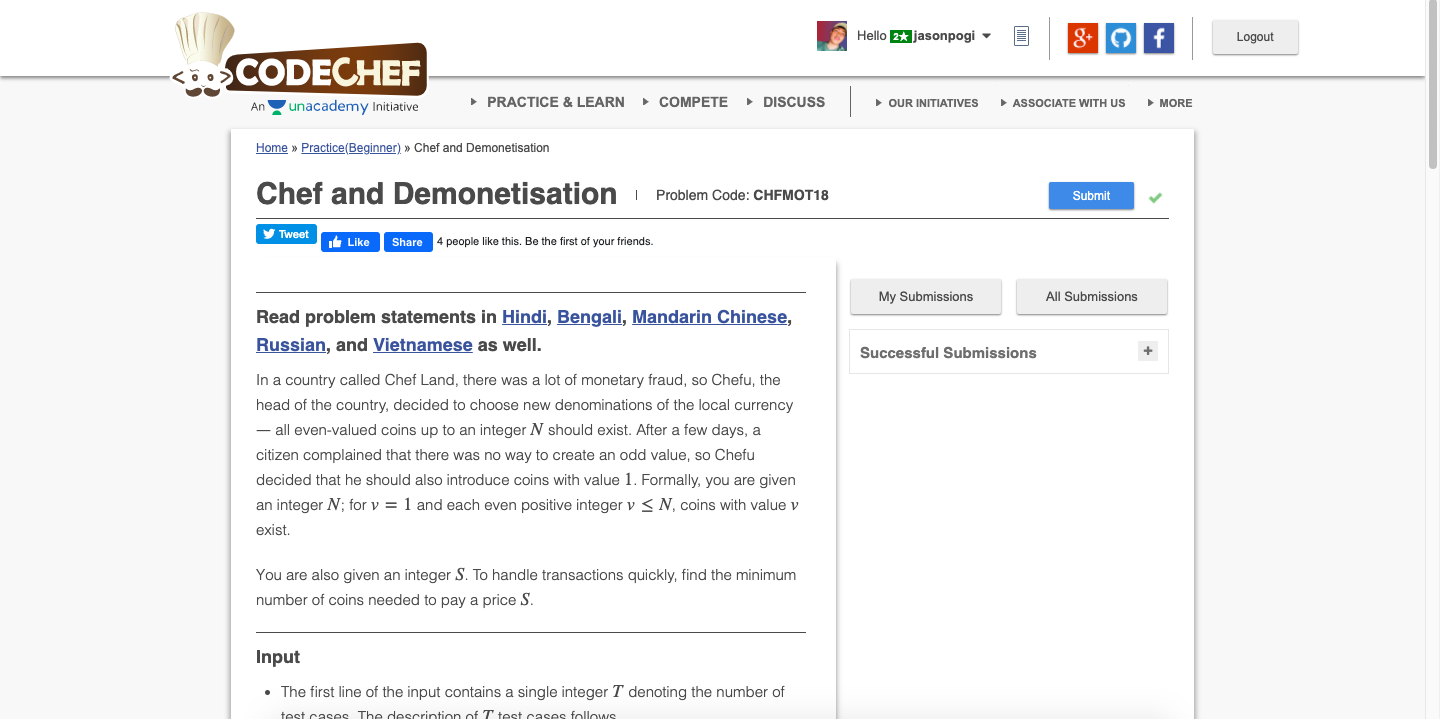 Hello 2★ jasonpogi
Logout
CODECHEF
An unacademy Initiative
PRACTICE & LEARN COMPETE DISCUSS OUR INITIATIVES ASSOCIATE WITH US MORE
Home » Practice(Beginner) » Chef and Demonetisation
Chef and Demonetisation
Problem Code: CHFMOT18
Submit
Tweet
Like
Share
4 people like this. Be the first of your friends.
My Submissions
All Submissions
Successful Submissions
+
Read problem statements in Hindi, Bengali, Mandarin Chinese,
Russian, and Vietnamese as well.
In a country called Chef Land, there was a lot of monetary fraud, so Chefu, the
head of the country, decided to choose new denominations of the local currency
— all even-valued coins up to an integer N should exist. After a few days, a
citizen complained that there was no way to create an odd value, so Chefu
decided that he should also introduce coins with value 1. Formally, you are given
an integer N; for v = 1 and each even positive integer v ≤ N, coins with value v
exist.
You are also given an integer S. To handle transactions quickly, find the minimum
number of coins needed to pay a price S.
Input
• The first line of the input contains a single integer T denoting the number of
test cases. The description of T test cases follows.